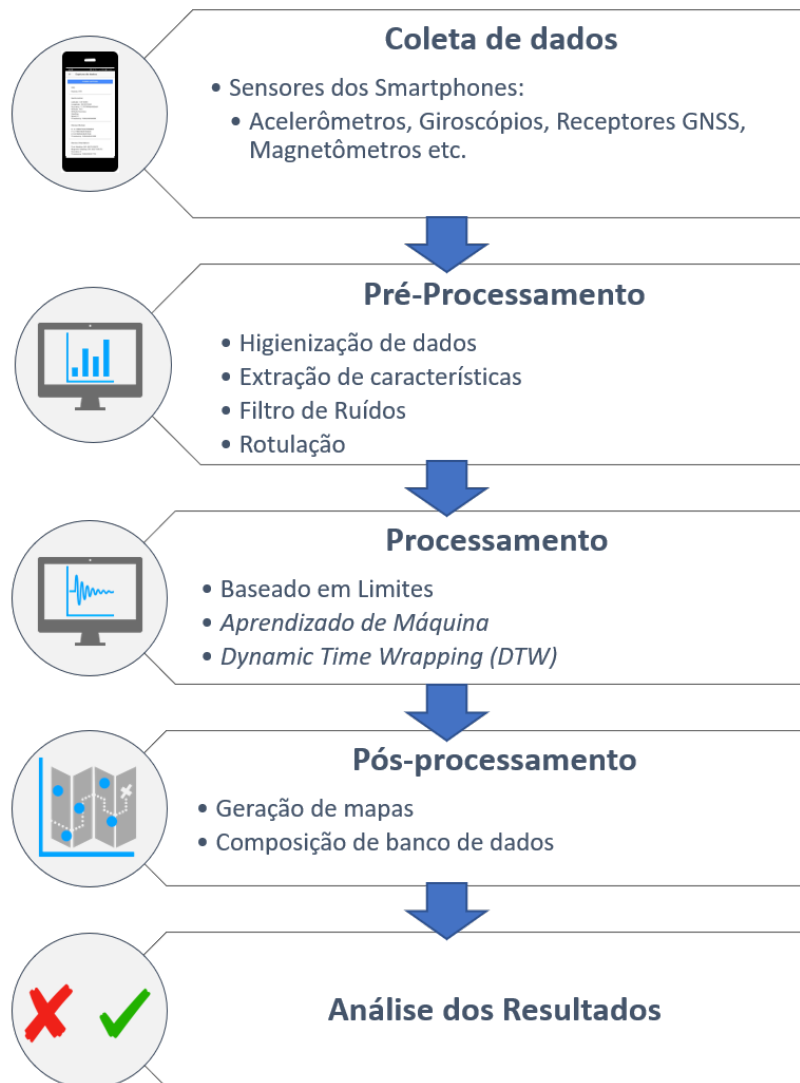 Coleta de dados
• Sensores dos Smartphones:
• Acelerômetros, Giroscópios, Receptores GNSS,
Magnetômetros etc.
Pré-Processamento
• Higienização de dados
• Extração de características
• Filtro de Ruídos
• Rotulação
Processamento
• Baseado em Limites
• Aprendizado de Máquina
• Dynamic Time Wrapping (DTW)
Pós-processamento
• Geração de mapas
• Composição de banco de dados
Análise dos Resultados